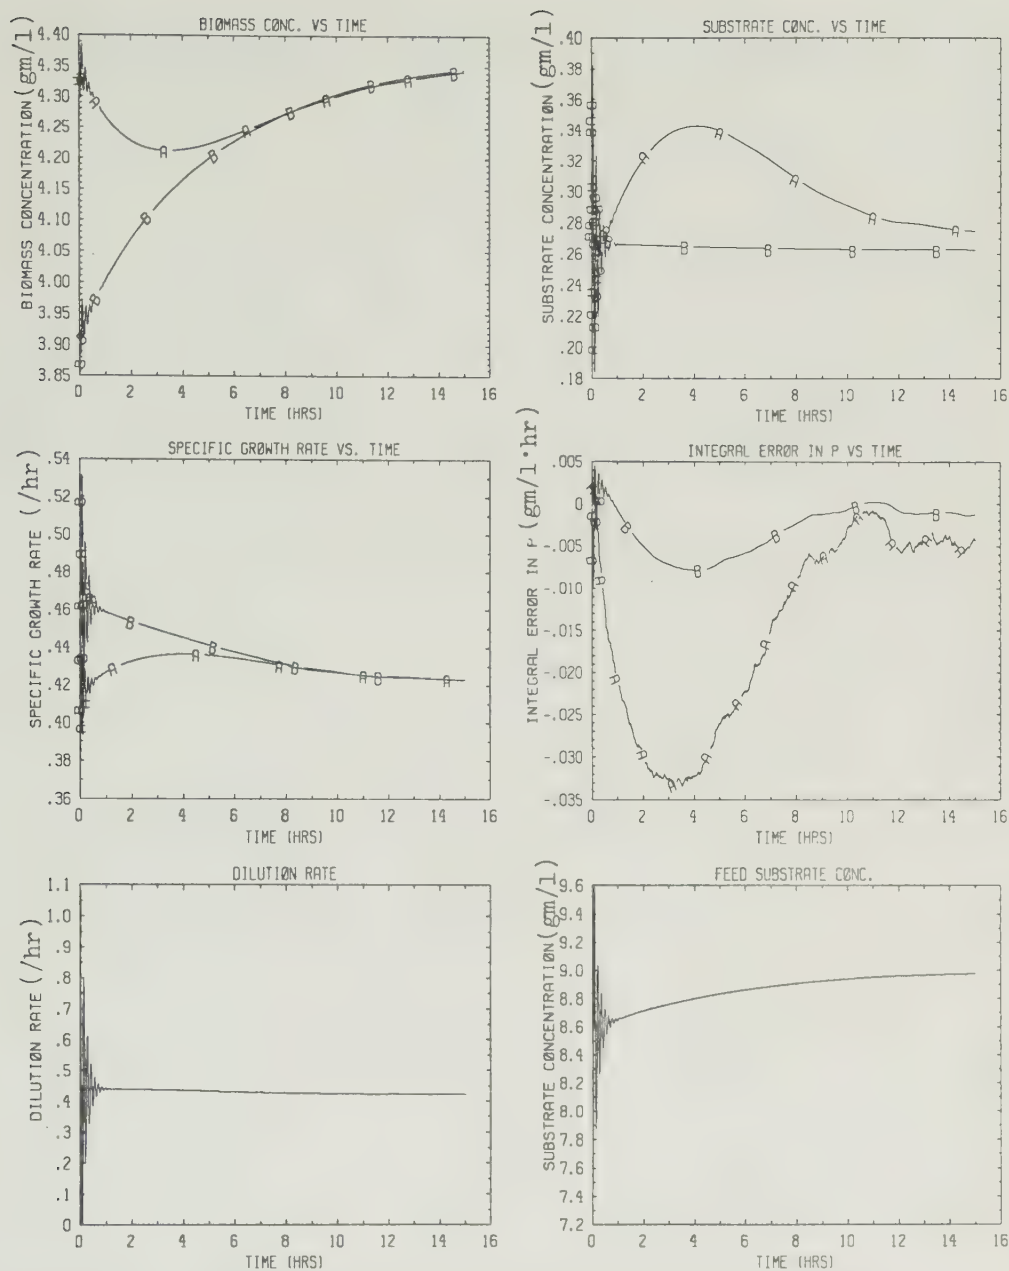 BIØMASS CØNC. VS TIME
BIØMASS CØNCENTRATIØN (gm/l)
4.40
4.30
4.20
4.10
4.00
3.95
3.90
3.85
A
A
A
A
A
A
B
B
B
B
B
B
B
0 2 4 6 8 10 12 14 16
TIME (HRS)
SUBSTRATE CØNC. VS TIME
SUBSTRATE CØNCENTRATIØN (gm/l)
.40
.38
.36
.34
.32
.30
.28
.26
.24
.22
.20
.18
A
A
A
A
A
B
B
B
B
0 2 4 6 8 10 12 14 16
TIME (HRS)
SPECIFIC GRØWTH RATE VS. TIME
SPECIFIC GRØWTH RATE (/hr)
.54
.52
.50
.48
.46
.44
.42
.40
.36
B
B
B
B
A
A
A
A
A
0 2 4 6 8 10 12 14 16
TIME (HRS)
INTEGRAL ERRØR IN P VS TIME
INTEGRAL ERRØR IN P (gm/l·hr)
.005
0
-.005
-.010
-.015
-.020
-.025
-.030
-.035
B
B
B
B
B
A
A
A
A
A
A
A
A
A
A
A
A
A
0 2 4 6 8 10 12 14 16
TIME (HRS)
DILUTIØN RATE
DILUTIØN RATE (/hr)
1.1
1.0
.9
.8
.7
.6
.5
.4
.3
.2
.1
0
0 2 4 6 8 10 12 14 16
TIME (HRS)
FEED SUBSTRATE CØNC.
SUBSTRATE CØNCENTRATIØN (gm/l)
9.6
9.4
9.2
9.0
8.8
8.6
8.4
8.2
8.0
7.8
7.6
7.4
7.2
0 2 4 6 8 10 12 14 16
TIME (HRS)